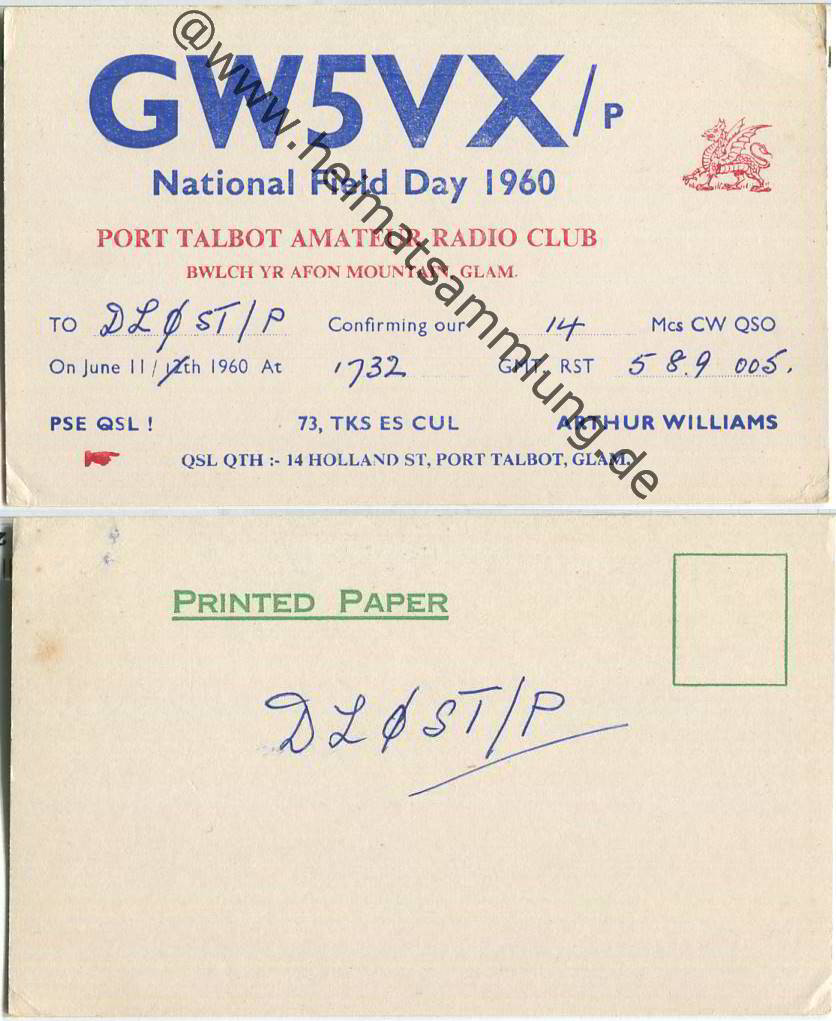 GW5VX/P
National Field Day 1960
PORT TALBOT AMATEUR RADIO CLUB
BWLCH YR AFON MOUNTAIN, GLAM.
TO DLØST/P Confirming our 14 Mcs CW QSO
On June 11/12th 1960 At 1732 GMT, RST 589 005.
PSE QSL! 73, TKS ES CUL ARTHUR WILLIAMS
QSL QTH :- 14 HOLLAND ST, PORT TALBOT, GLAM.
@www.heimatsammlung.de
PRINTED PAPER
DLØST/P